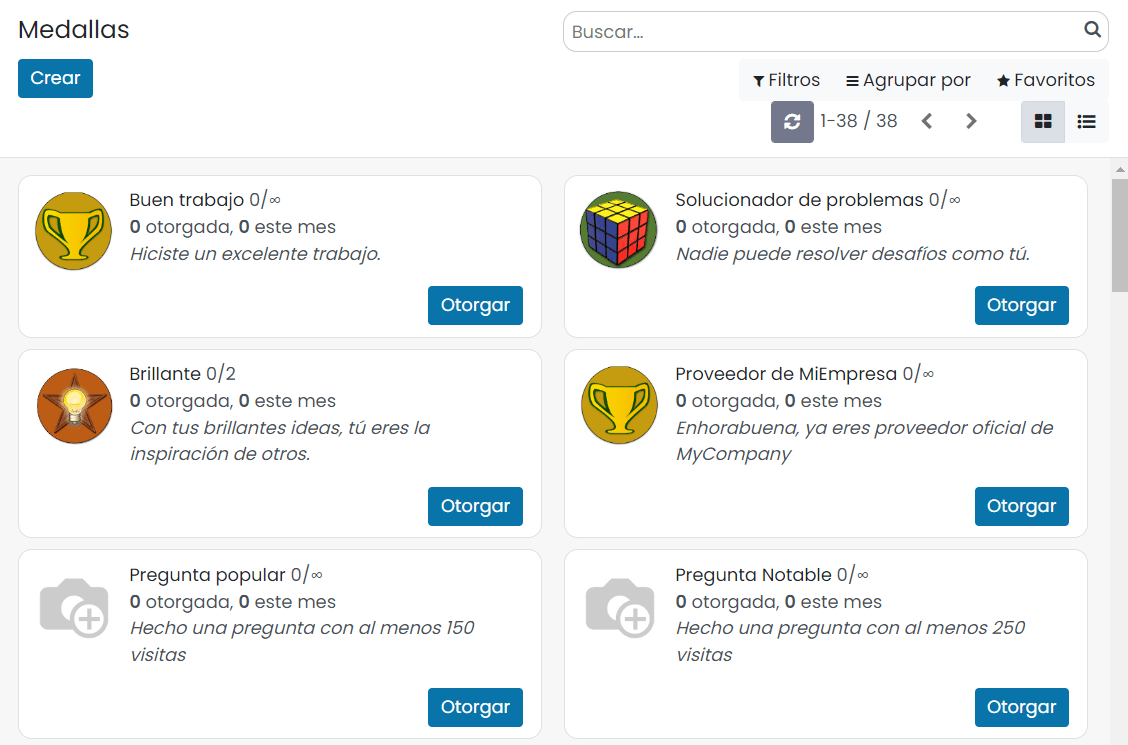 Medallas
Buscar...
Crear
Filtros
Agrupar por
Favoritos
1-38 / 38
Buen trabajo 0/∞
0 otorgada, 0 este mes
Hiciste un excelente trabajo.
Otorgar
Solucionador de problemas 0/∞
0 otorgada, 0 este mes
Nadie puede resolver desafíos como tú.
Otorgar
Brillante 0/2
0 otorgada, 0 este mes
Con tus brillantes ideas, tú eres la
inspiración de otros.
Otorgar
Proveedor de MiEmpresa 0/∞
0 otorgada, 0 este mes
Enhorabuena, ya eres proveedor oficial de
MyCompany
Otorgar
Pregunta popular 0/∞
0 otorgada, 0 este mes
Hecho una pregunta con al menos 150
visitas
Otorgar
Pregunta Notable 0/∞
0 otorgada, 0 este mes
Hecho una pregunta con al menos 250
visitas
Otorgar